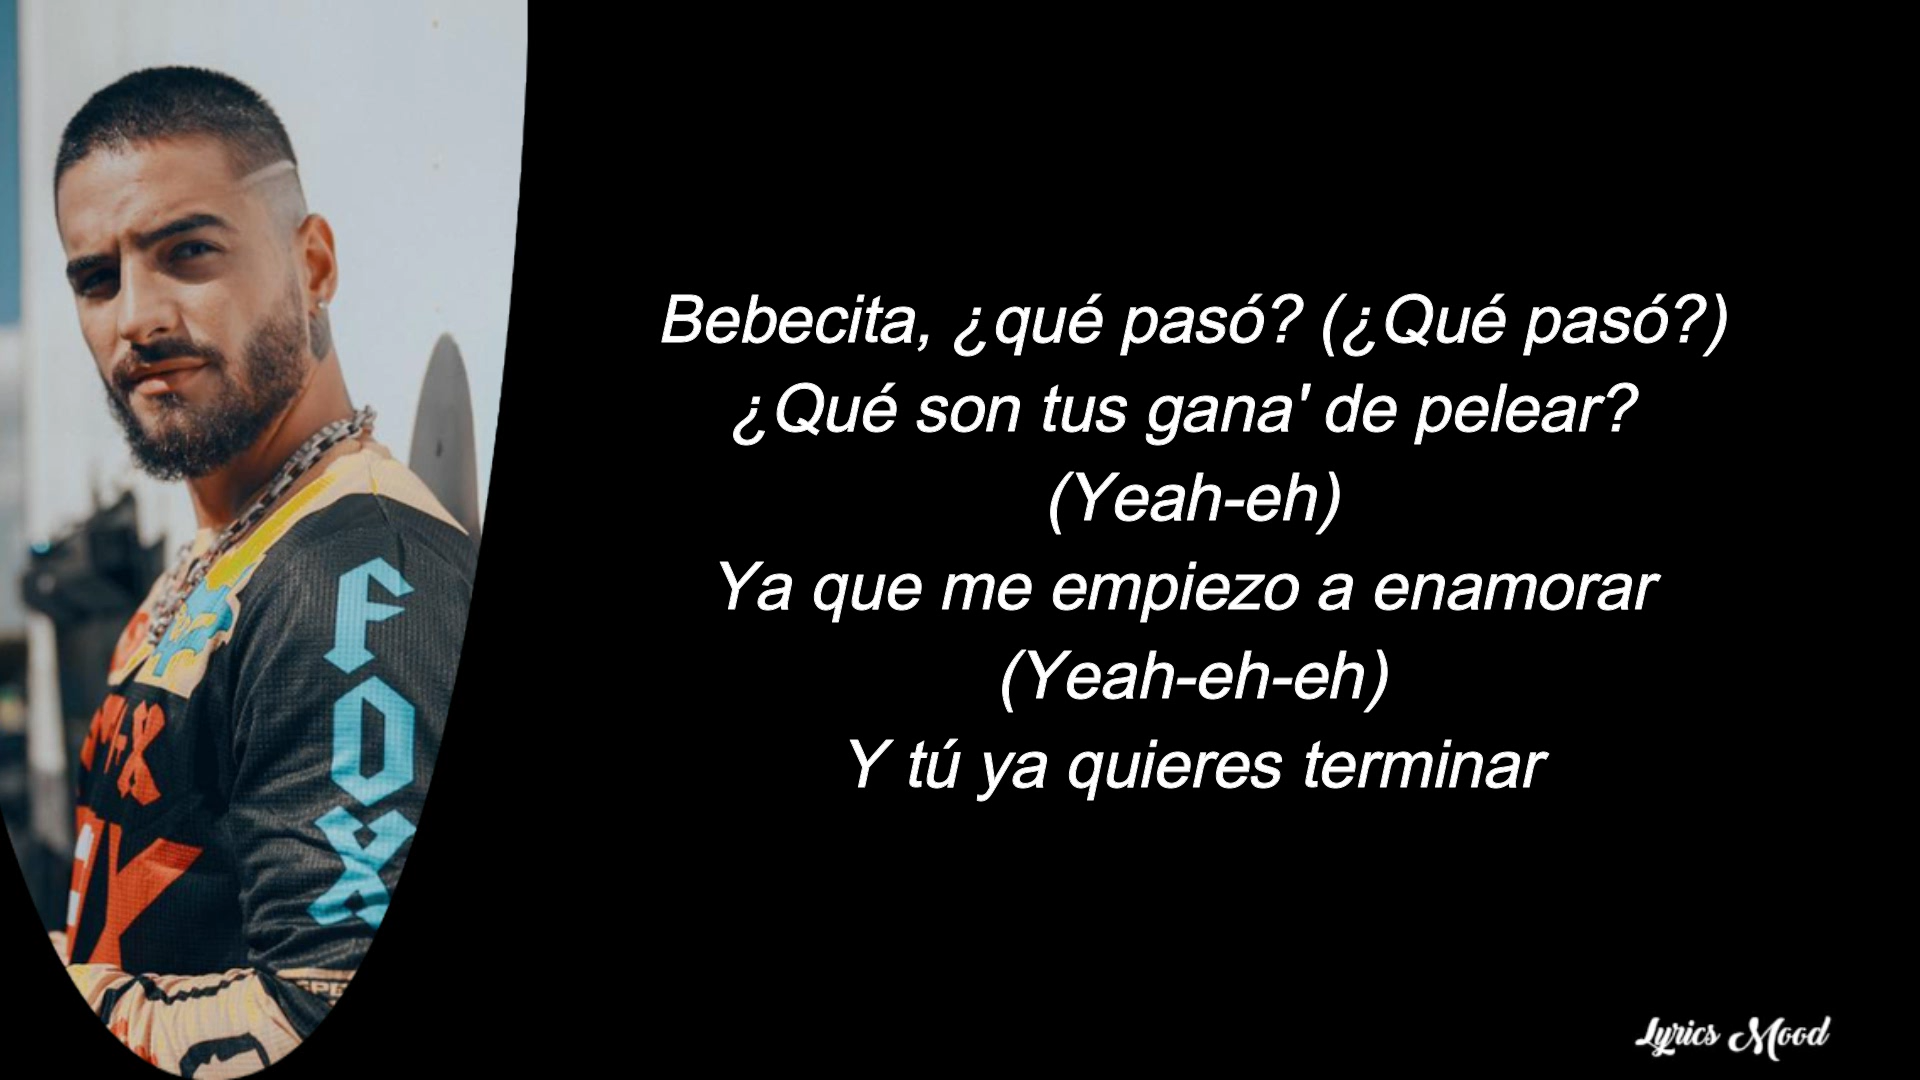 Bebecita, ¿qué pasó? (¿Qué pasó?)
¿Qué son tus gana' de pelear?
(Yeah-eh)
Ya que me empiezo a enamorar
(Yeah-eh-eh)
Y tú ya quieres terminar
FOX
Lyrics Mood